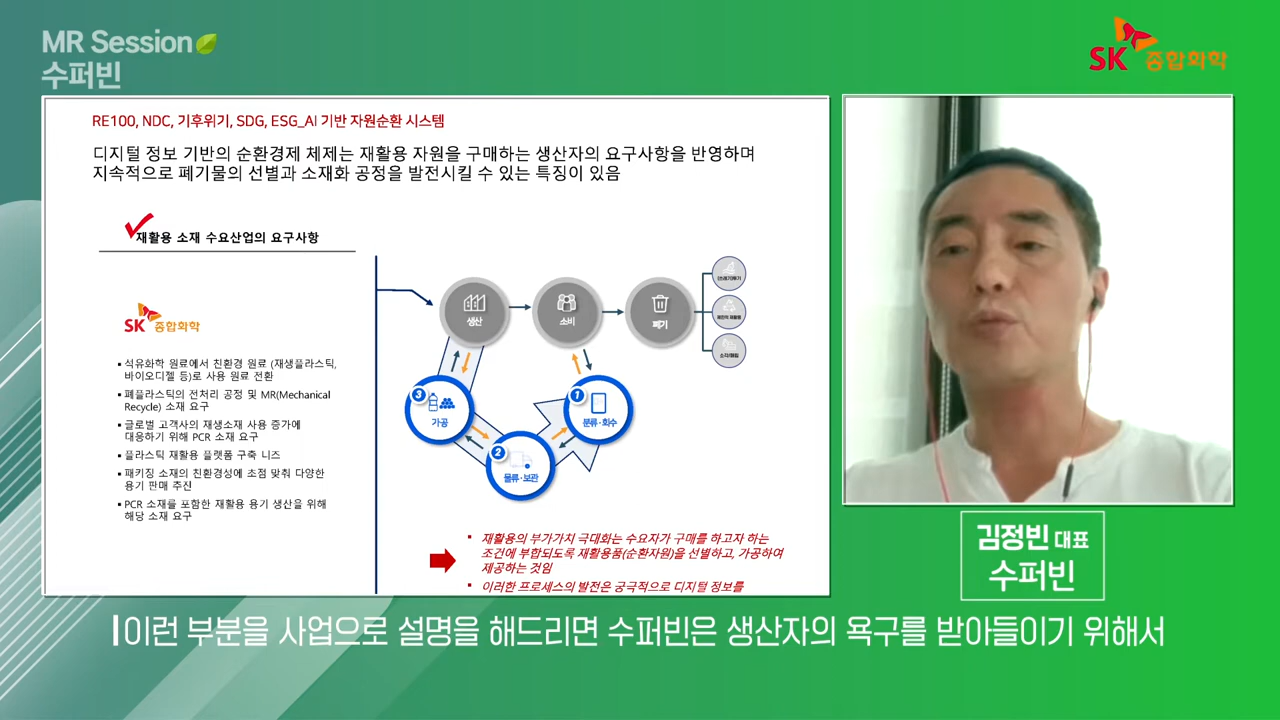 MR Session
수퍼빈
SK 종합화학
RE100, NDC, 기후위기, SDG, ESG_AI 기반 자원순환 시스템
디지털 정보 기반의 순환경제 체제는 재활용 자원을 구매하는 생산자의 요구사항을 반영하며
지속적으로 폐기물의 선별과 소재화 공정을 발전시킬 수 있는 특징이 있음
재활용 소재 수요산업의 요구사항
SK 종합화학
▪ 석유화학 원료에서 친환경 원료 (재생플라스틱,
바이오디젤 등)로 사용 원료 전환
▪ 폐플라스틱의 전처리 공정 및 MR(Mechanical
Recycle) 소재 요구
▪ 글로벌 고객사의 재생소재 사용 증가에
대응하기 위해 PCR 소재 요구
▪ 플라스틱 재활용 플랫폼 구축 니즈
▪ 패키징 소재의 친환경성에 초점 맞춰 다양한
용기 판매 추진
▪ PCR 소재를 포함한 재활용 용기 생산을 위해
해당 소재 요구
생산
소비
폐기
소각/매립
3
가공
1
분류·회수
2
물류·보관
▪ 재활용의 부가가치 극대화는 수요자가 구매를 하고자 하는
조건에 부합되도록 재활용품(순환자원)을 선별하고, 가공하여
제공하는 것임
▪ 이러한 프로세스의 발전은 궁극적으로 디지털 정보를
김정빈 대표
수퍼빈
이런 부분을 사업으로 설명을 해드리면 수퍼빈은 생산자의 욕구를 받아들이기 위해서